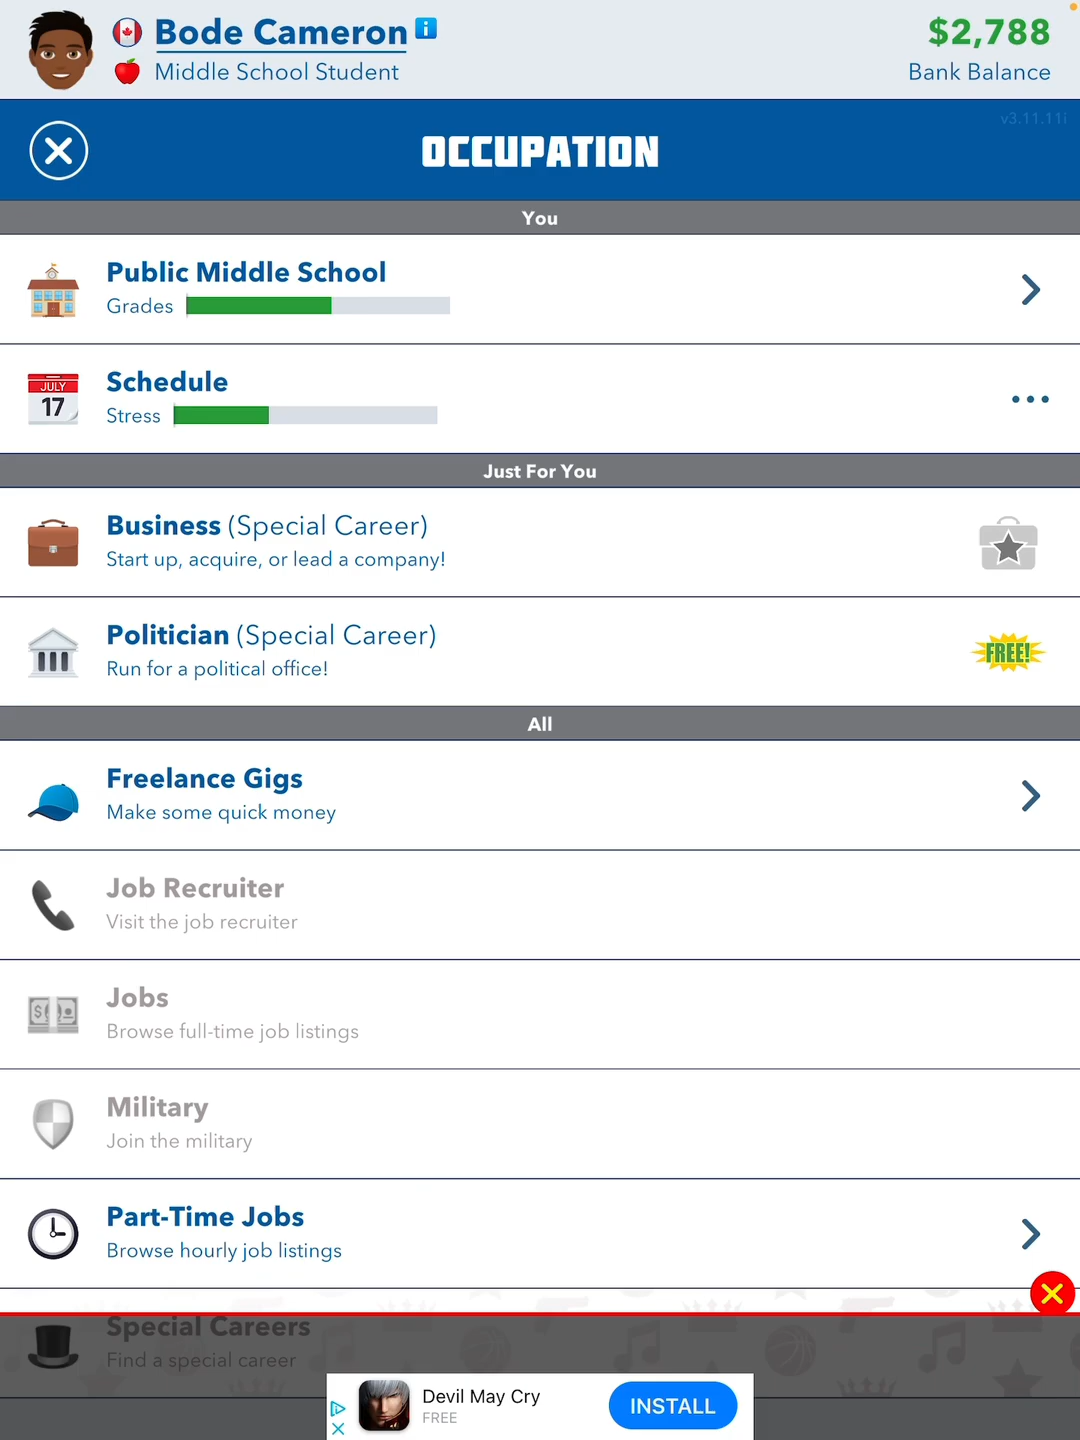 Bode Cameron i
Middle School Student
$2,788
Bank Balance
v3.11.11i
OCCUPATION
You
Public Middle School
Grades
JULY
17
Schedule
Stress
Just For You
Business (Special Career)
Start up, acquire, or lead a company!
Politician (Special Career)
Run for a political office!
FREE!
All
Freelance Gigs
Make some quick money
Job Recruiter
Visit the job recruiter
Jobs
Browse full-time job listings
Military
Join the military
Part-Time Jobs
Browse hourly job listings
Special Careers
Find a special career
Devil May Cry
FREE
INSTALL